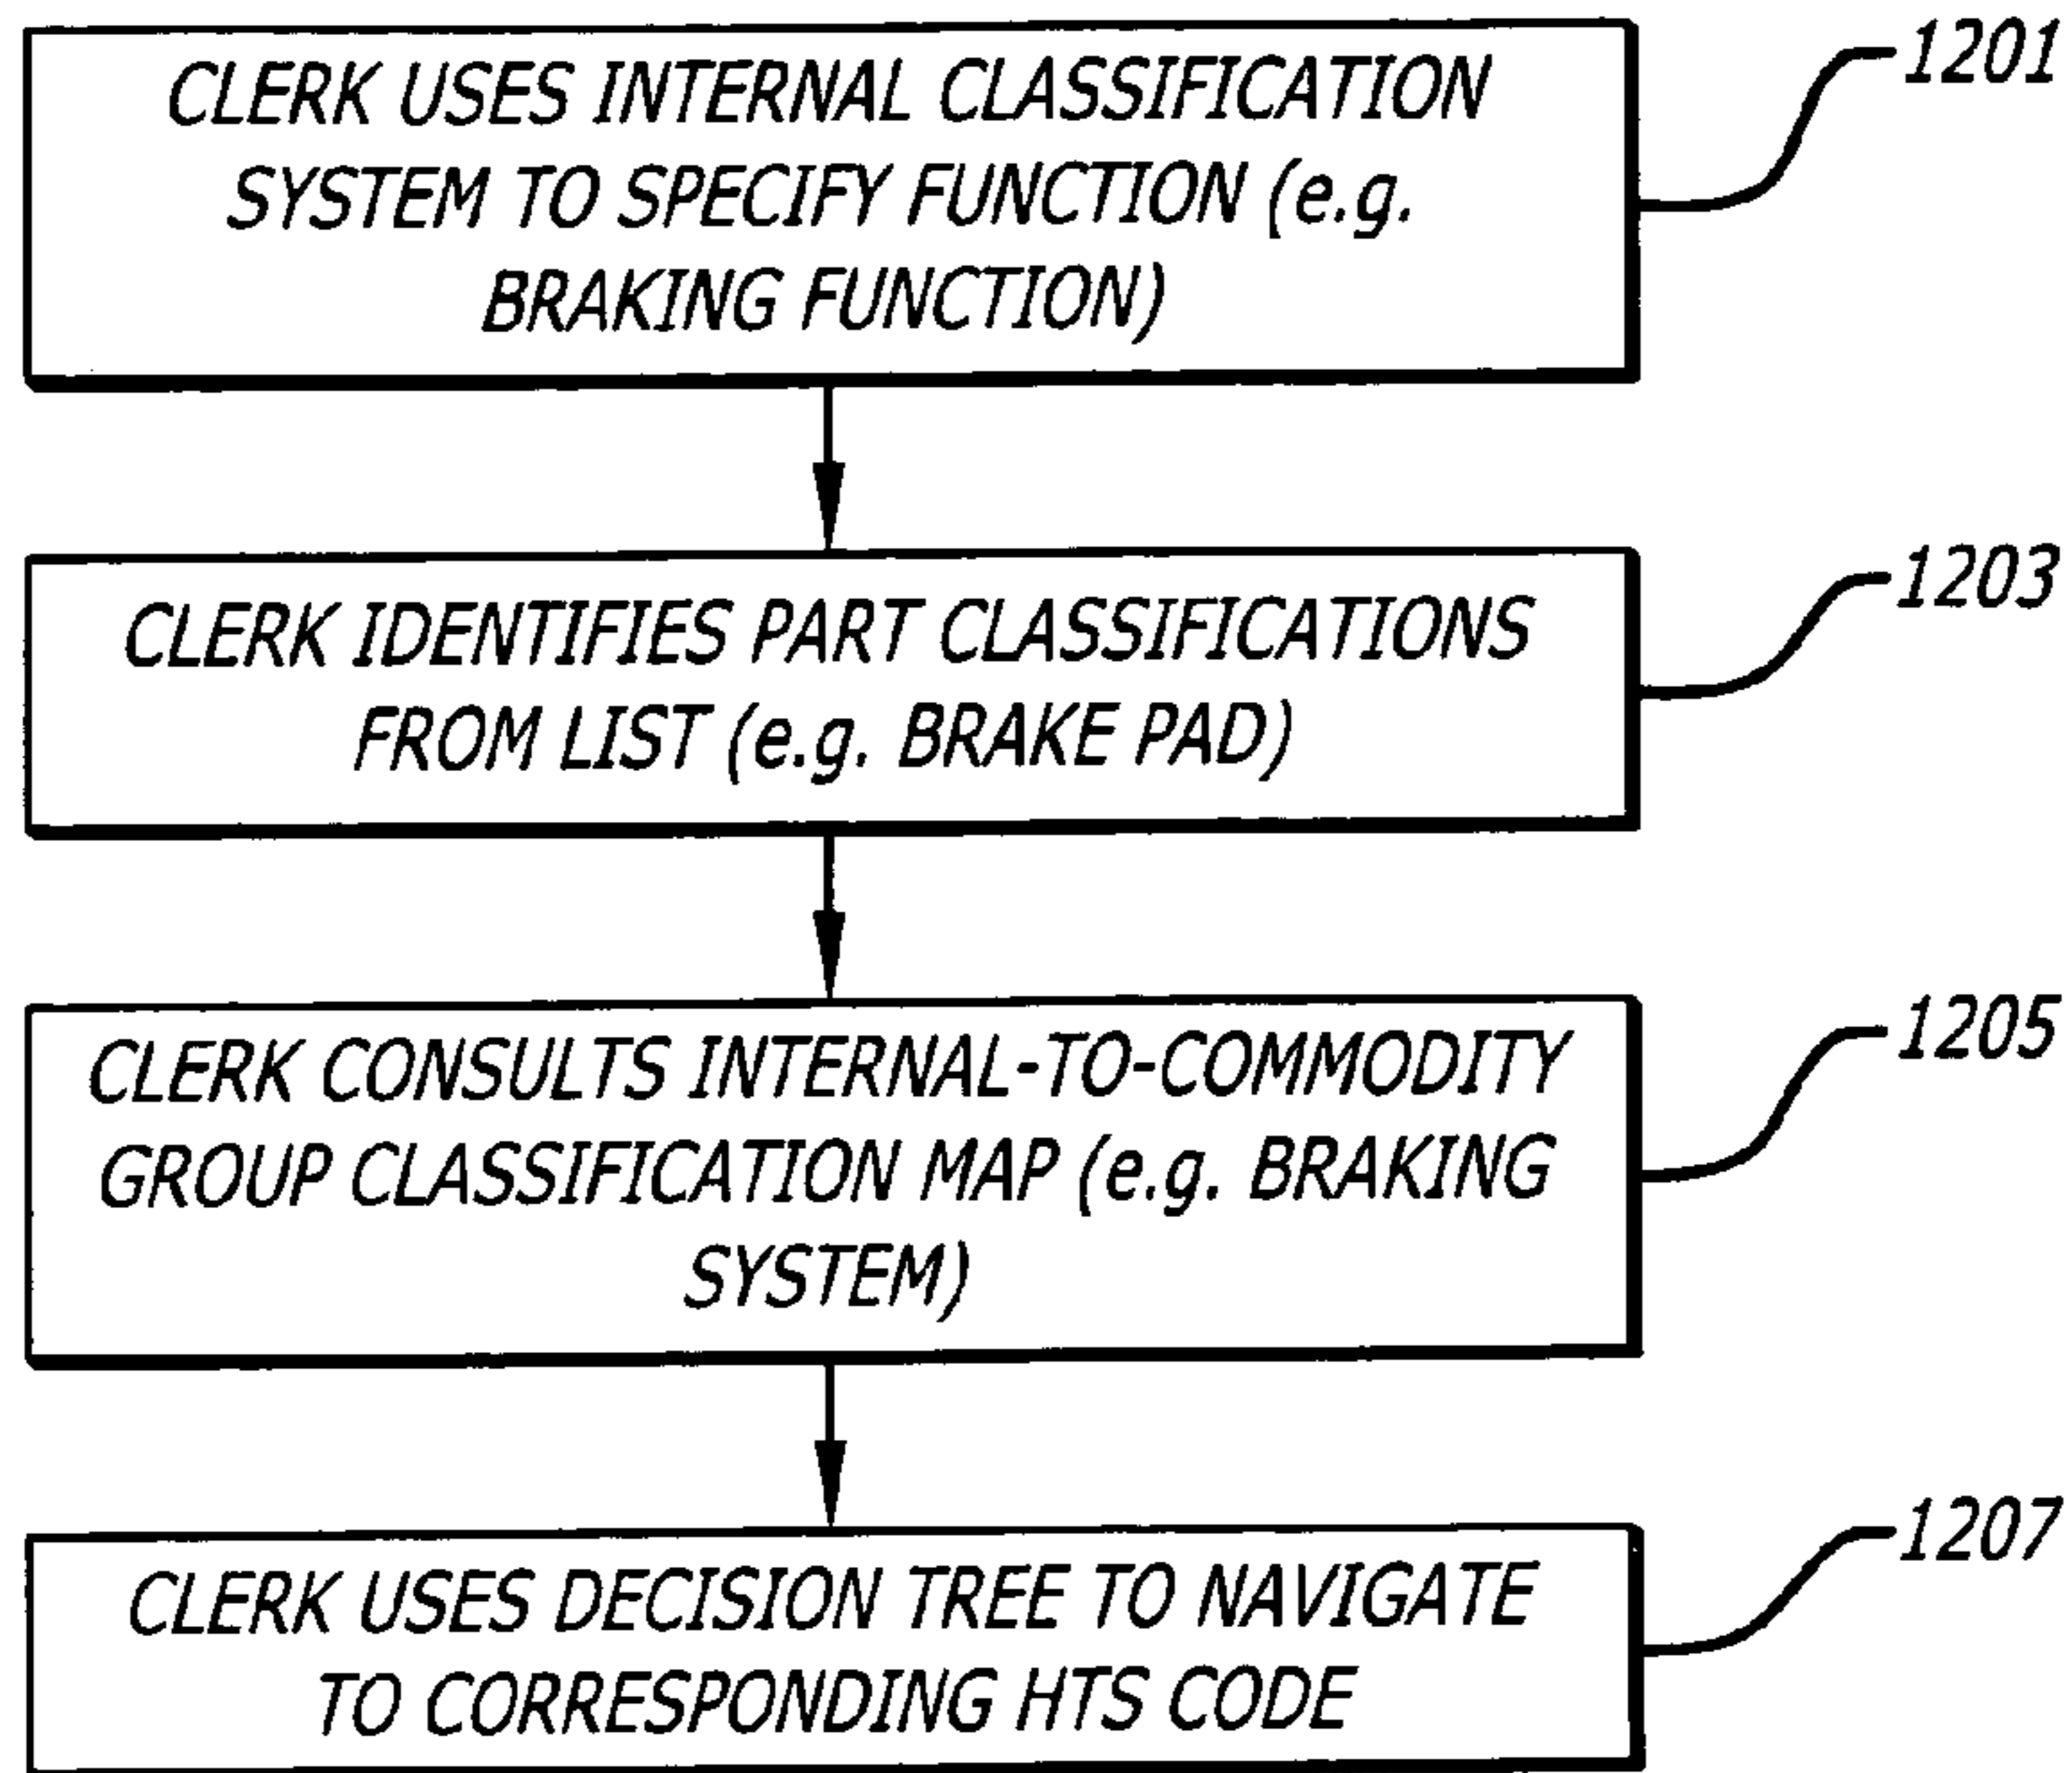 CLERK USES INTERNAL CLASSIFICATION
SYSTEM TO SPECIFY FUNCTION (e.g.
BRAKING FUNCTION)
1201
CLERK IDENTIFIES PART CLASSIFICATIONS
FROM LIST (e.g. BRAKE PAD)
1203
CLERK CONSULTS INTERNAL-TO-COMMODITY
GROUP CLASSIFICATION MAP (e.g. BRAKING
SYSTEM)
1205
CLERK USES DECISION TREE TO NAVIGATE
TO CORRESPONDING HTS CODE
1207